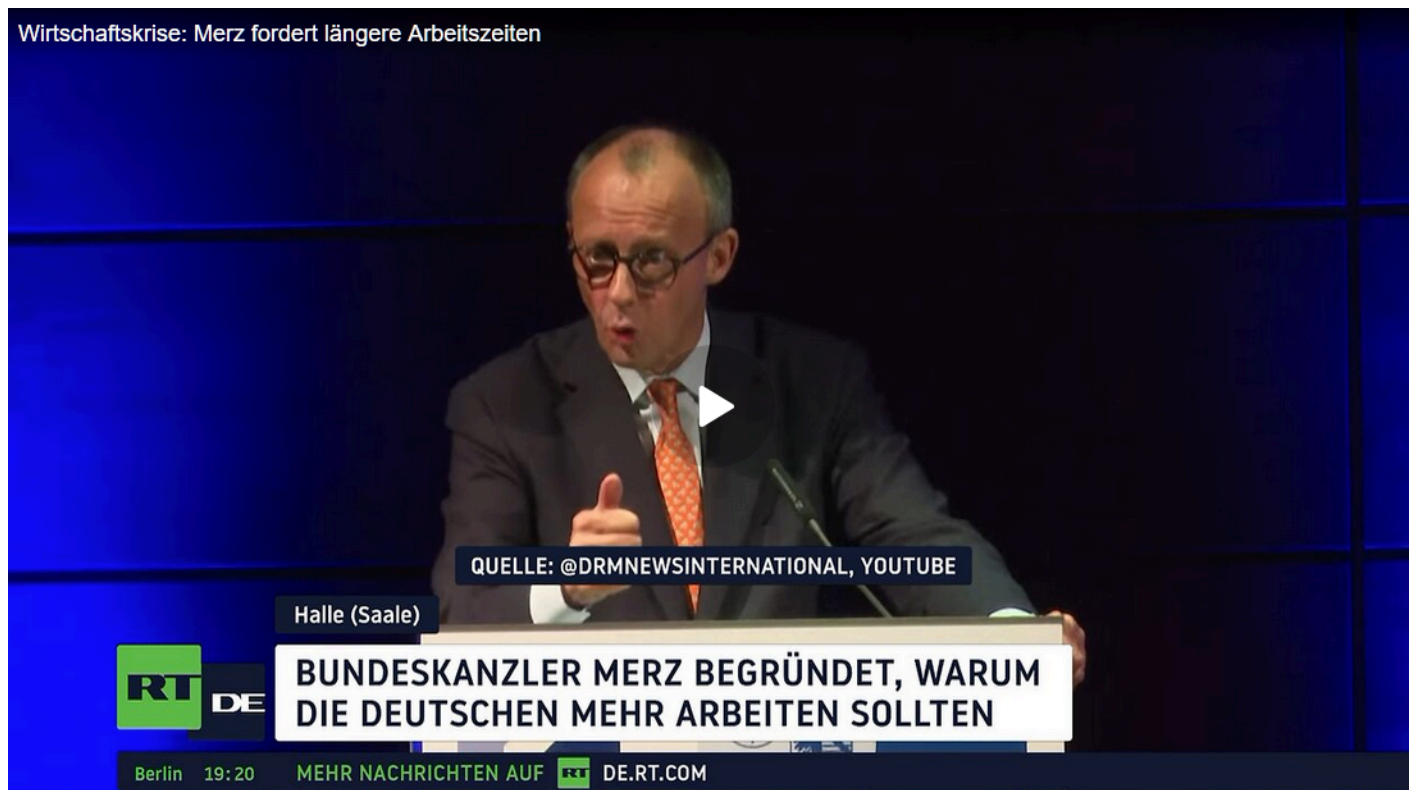 Wirtschaftskrise: Merz fordert längere Arbeitszeiten
QUELLE: @DRMNEWSINTERNATIONAL, YOUTUBE
Halle (Saale)
RT DE
BUNDESKANZLER MERZ BEGRÜNDET, WARUM
DIE DEUTSCHEN MEHR ARBEITEN SOLLTEN
Berlin 19:20 MEHR NACHRICHTEN AUF RT DE.RT.COM